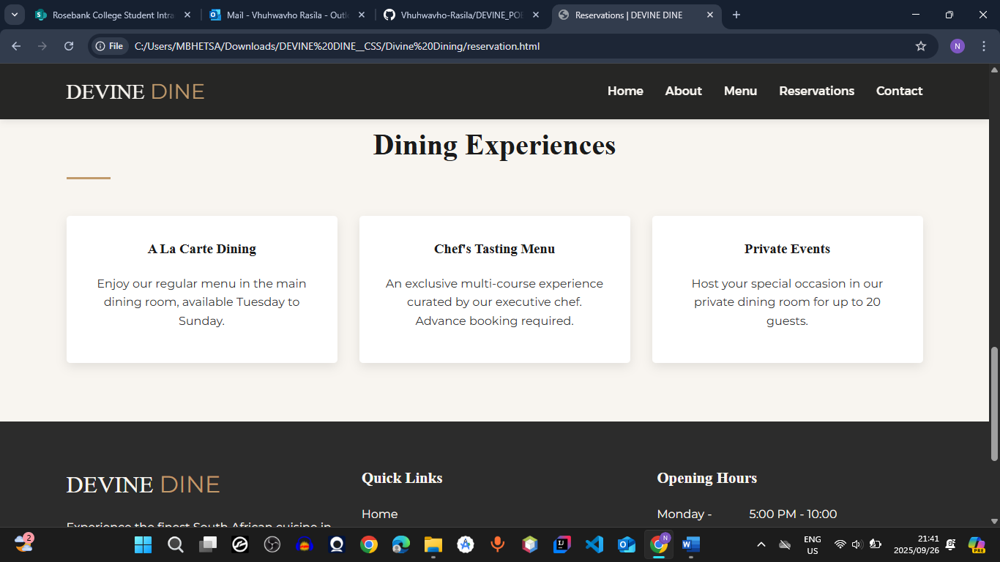 Rosebank College Student Intra
Mail - Vhuhwavho Rasila - Outl
Vhuhwavho-Rasila/DEVINE_POE
Reservations | DEVINE DINE
File
C:/Users/MBHETSA/Downloads/DEVINE%20DINE__CSS/Divine%20Dining/reservation.html
N
DEVINE DINE
Home About Menu Reservations Contact
Dining Experiences
A La Carte Dining
Enjoy our regular menu in the main
dining room, available Tuesday to
Sunday.
Chef's Tasting Menu
An exclusive multi-course experience
curated by our executive chef.
Advance booking required.
Private Events
Host your special occasion in our
private dining room for up to 20
guests.
DEVINE DINE
Experience the finest South African cuisine in
Quick Links
Home
Opening Hours
Monday - 5:00 PM - 10:00
2
N
ENG
US
21:41
2025/09/26
PRE